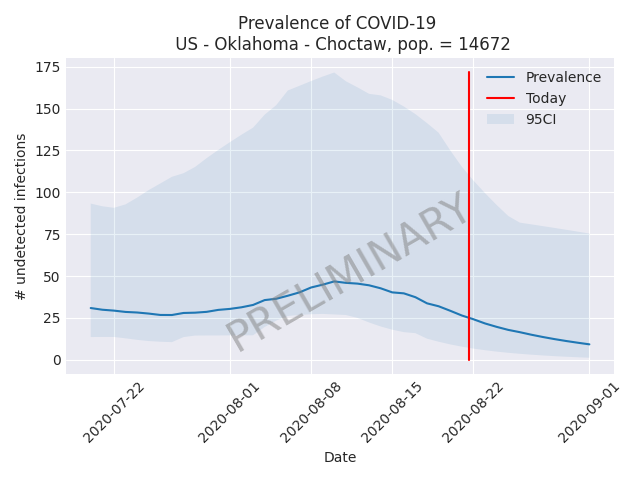 Prevalence of COVID-19
US - Oklahoma - Choctaw, pop. = 14672
175
150
125
100
75
50
25
0
# undetected infections
Prevalence
Today
95CI
PRELIMINARY
2020-07-22
2020-08-01
2020-08-08
2020-08-15
2020-08-22
2020-09-01
Date